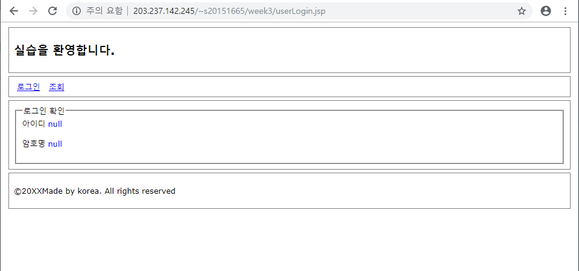 주의 요함 203.237.142.245/~s20151665/week3/userLogin.jsp
실습을 환영합니다.
로그인 조회
로그인 확인
아이디 null
암호명 null
©20XXMade by korea. All rights reserved